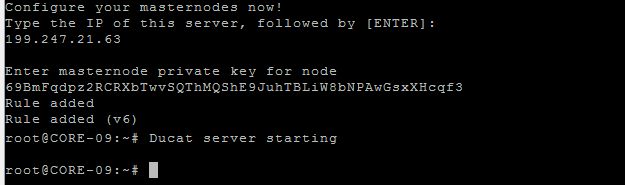 Configure your masternodes now!
Type the IP of this server, followed by [ENTER]:
199.247.21.63
Enter masternode private key for node
69BmFqdpz2RCRXbTwvSQThMQShE9JuhTBLiW8bNPAwGsxXHcqf3
Rule added
Rule added (v6)
root@CORE-09:~# Ducat server starting
root@CORE-09:~#